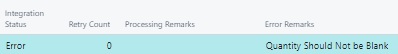 Integration
Status Retry Count Processing Remarks Error Remarks
Error 0 Quantity Should Not be Blank